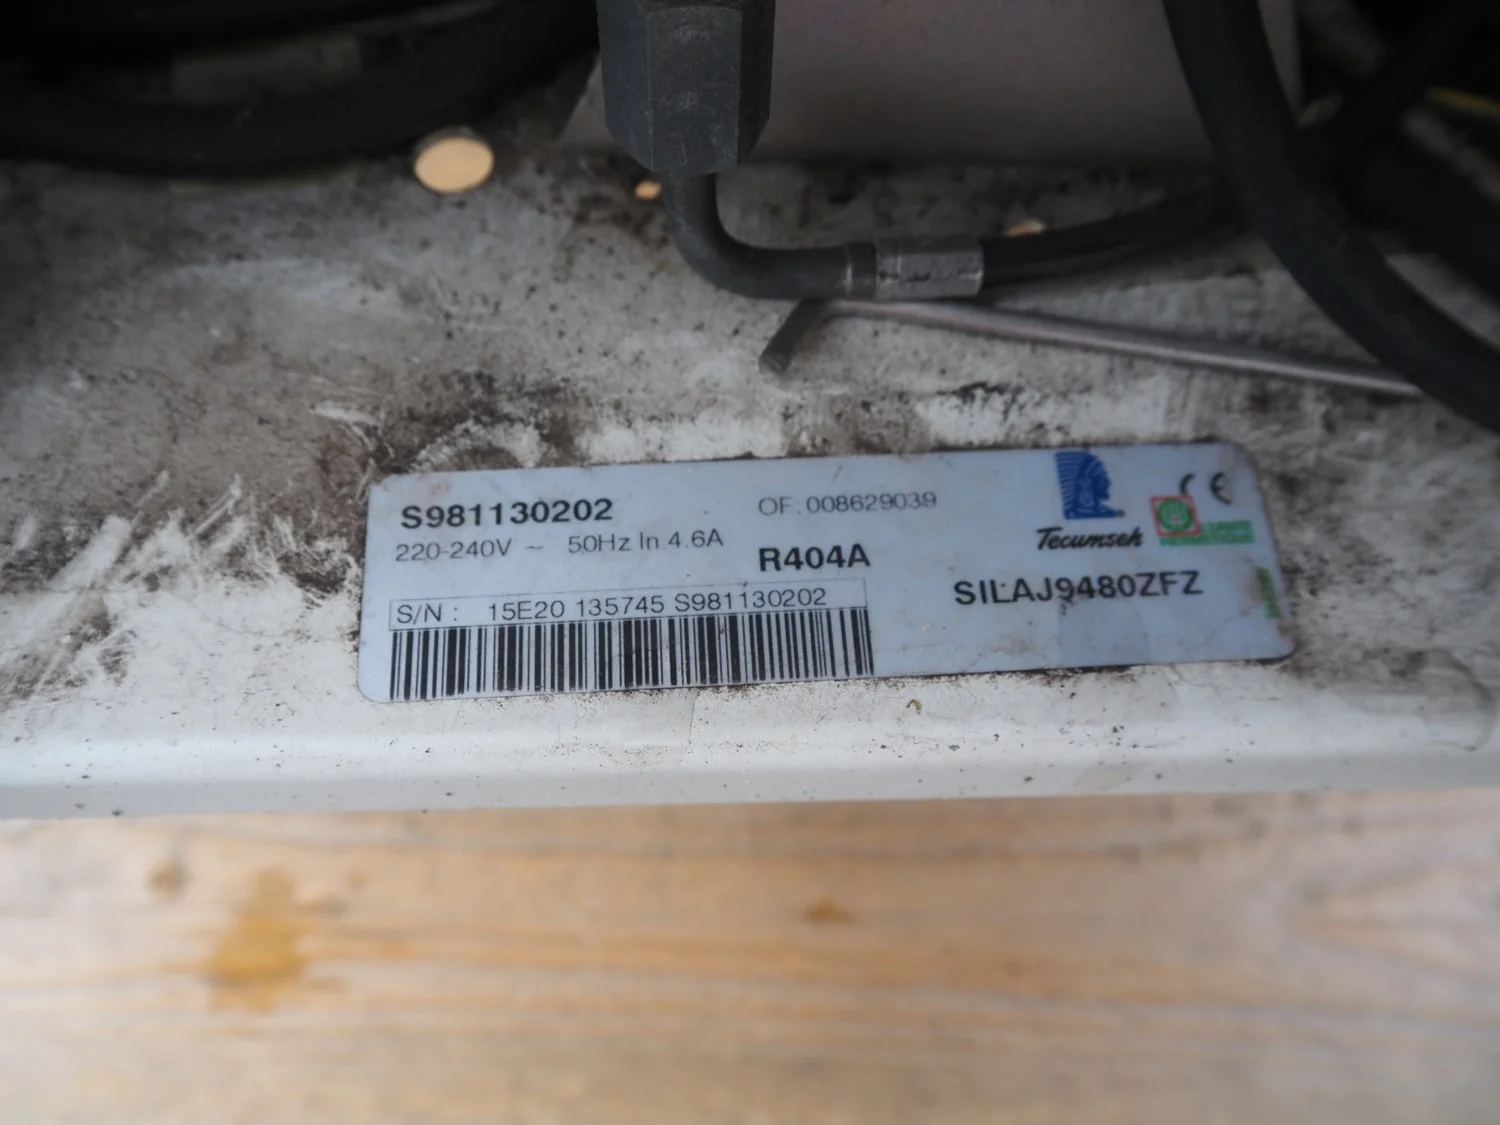 S981130202
OF: 008629039
220-240V ~ 50Hz In 4.6A
R404A
Tecumseh
CE
SILAJ9480ZFZ
S/N : 15E20 135745 S981130202